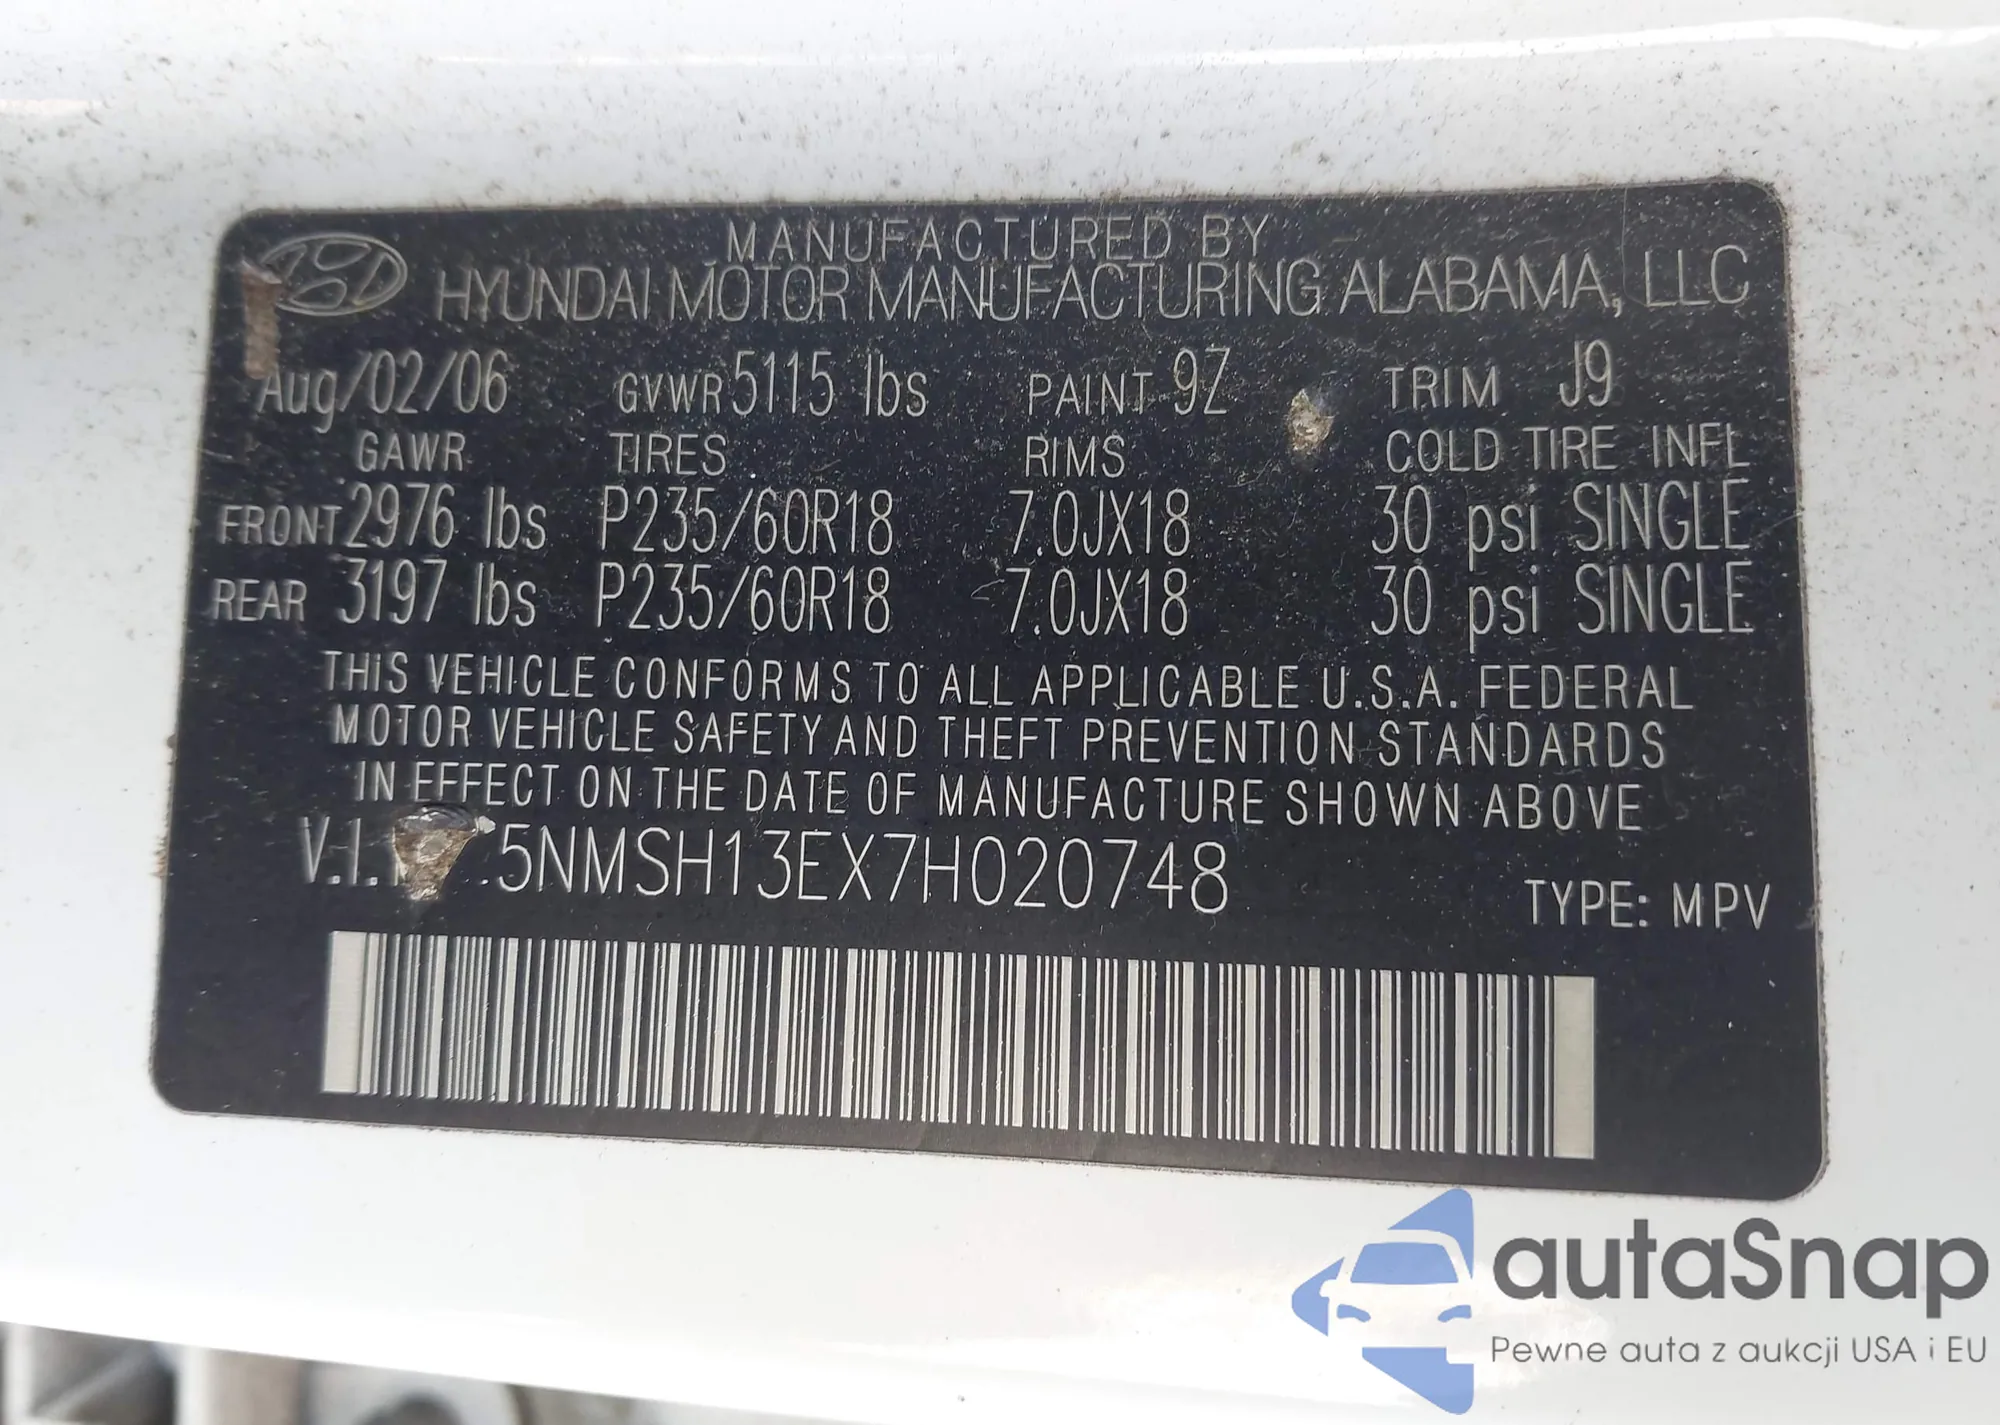 MANUFACTURED BY
HYUNDAI MOTOR MANUFACTURING ALABAMA, LLC
Aug/02/06 GVWR 5115 lbs PAINT 9Z TRIM J9
GAWR TIRES RIMS COLD TIRE INFL
FRONT 2976 lbs P235/60R18 7.0JX18 30 psi SINGLE
REAR 3197 lbs P235/60R18 7.0JX18 30 psi SINGLE
THIS VEHICLE CONFORMS TO ALL APPLICABLE U.S.A. FEDERAL
MOTOR VEHICLE SAFETY AND THEFT PREVENTION STANDARDS
IN EFFECT ON THE DATE OF MANUFACTURE SHOWN ABOVE
5NMSH13EX7H020748 TYPE: MPV
autaSnap
Pewne auta z aukcji USA i EU